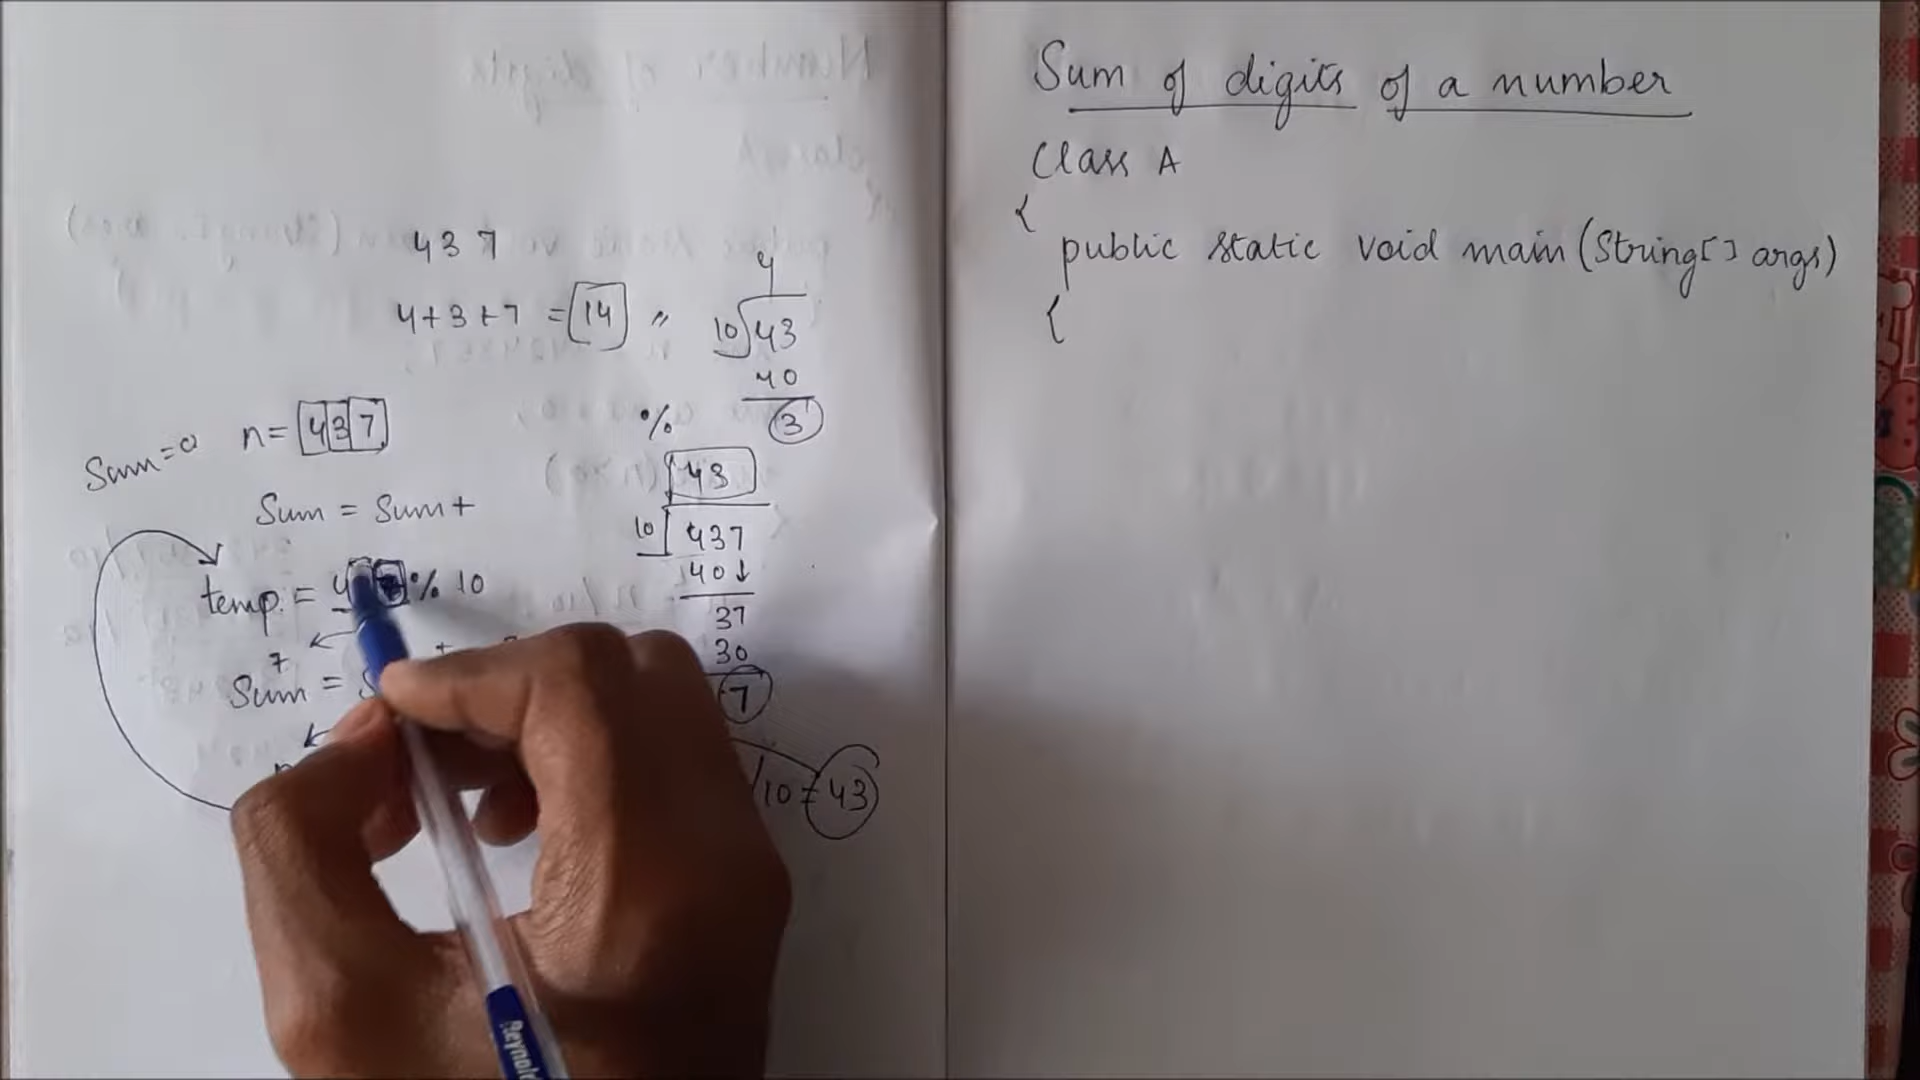 437
4+3+7 = 14 〃
4
10 43
40
3
%
Sum=0 n= 437
43
Sum = Sum+
10 437
40↓
temp = 4 % 10
37
30
7
7
Sum =
/10 = 43
Sum of digits of a number
Class A
{
public static void main(String[] args)
{
Reynol